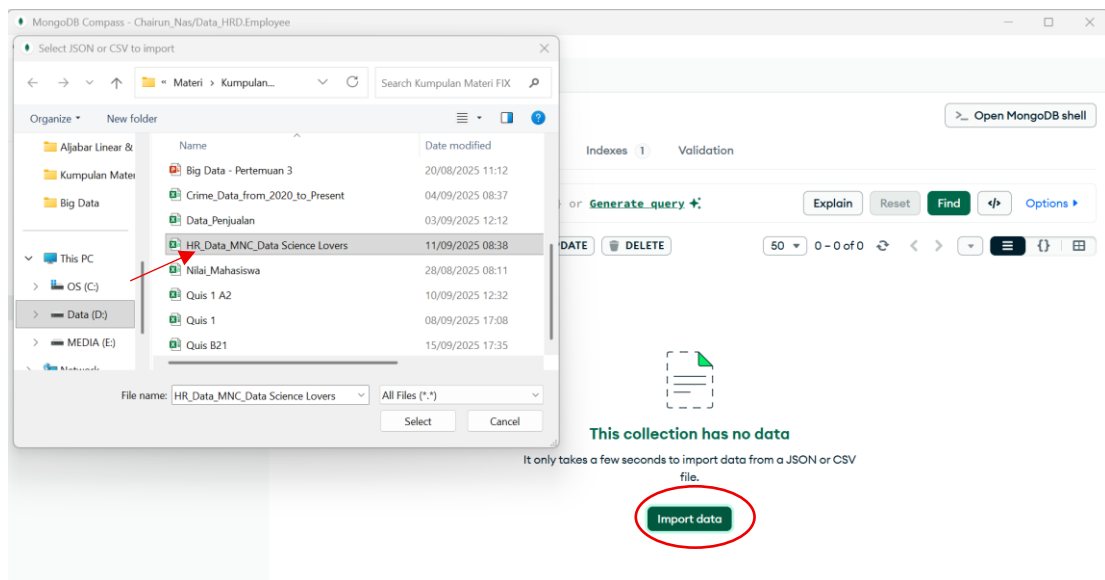 MongoDB Compass - Chairun_Nas/Data_HRD.Employee
Select JSON or CSV to import
« Materi > Kumpulan...
Search Kumpulan Materi FIX
Organize
New folder
Aljabar Linear &
Kumpulan Mater
Big Data
This PC
OS (C:)
Data (D:)
MEDIA (E:)
Network
Name Date modified
Big Data - Pertemuan 3 20/08/2025 11:12
Crime_Data_from_2020_to_Present 04/09/2025 08:37
Data_Penjualan 03/09/2025 12:12
HR_Data_MNC_Data Science Lovers 11/09/2025 08:38
Nilai_Mahasiswa 28/08/2025 08:11
Quis 1 A2 10/09/2025 12:32
Quis 1 08/09/2025 17:08
Quis B21 15/09/2025 17:35
File name: HR_Data_MNC_Data Science Lovers All Files (*.*)
Select Cancel
>_ Open MongoDB shell
Indexes 1 Validation
or Generate query Explain Reset Find </> Options
DATE DELETE 50 0 – 0 of 0 {}
This collection has no data
It only takes a few seconds to import data from a JSON or CSV
file.
Import data